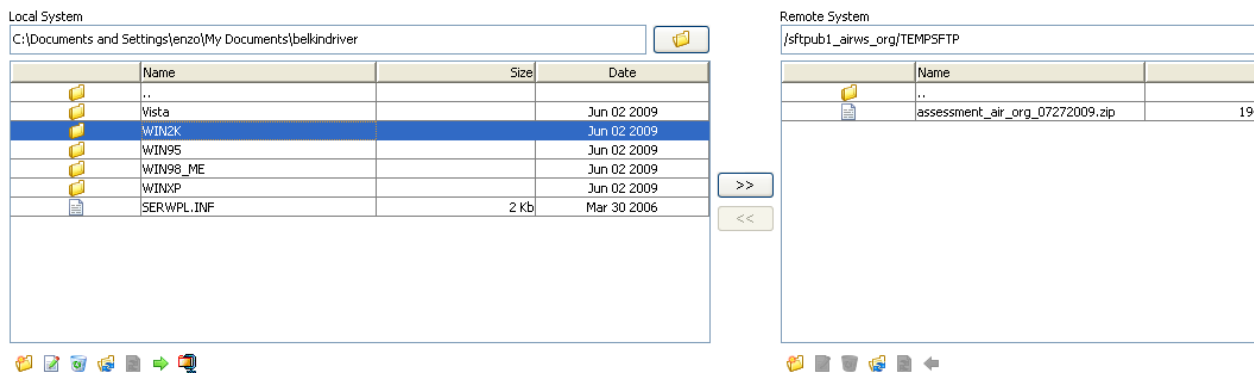 Local System
C:\Documents and Settings\enzo\My Documents\belkindriver
Name Size Date
..
Vista Jun 02 2009
WIN2K Jun 02 2009
WIN95 Jun 02 2009
WIN98_ME Jun 02 2009
WINXP Jun 02 2009
SERWPL.INF 2 Kb Mar 30 2006
>>
<<
Remote System
/sftpub1_airws_org/TEMPSFTP
Name
..
assessment_air_org_07272009.zip 19